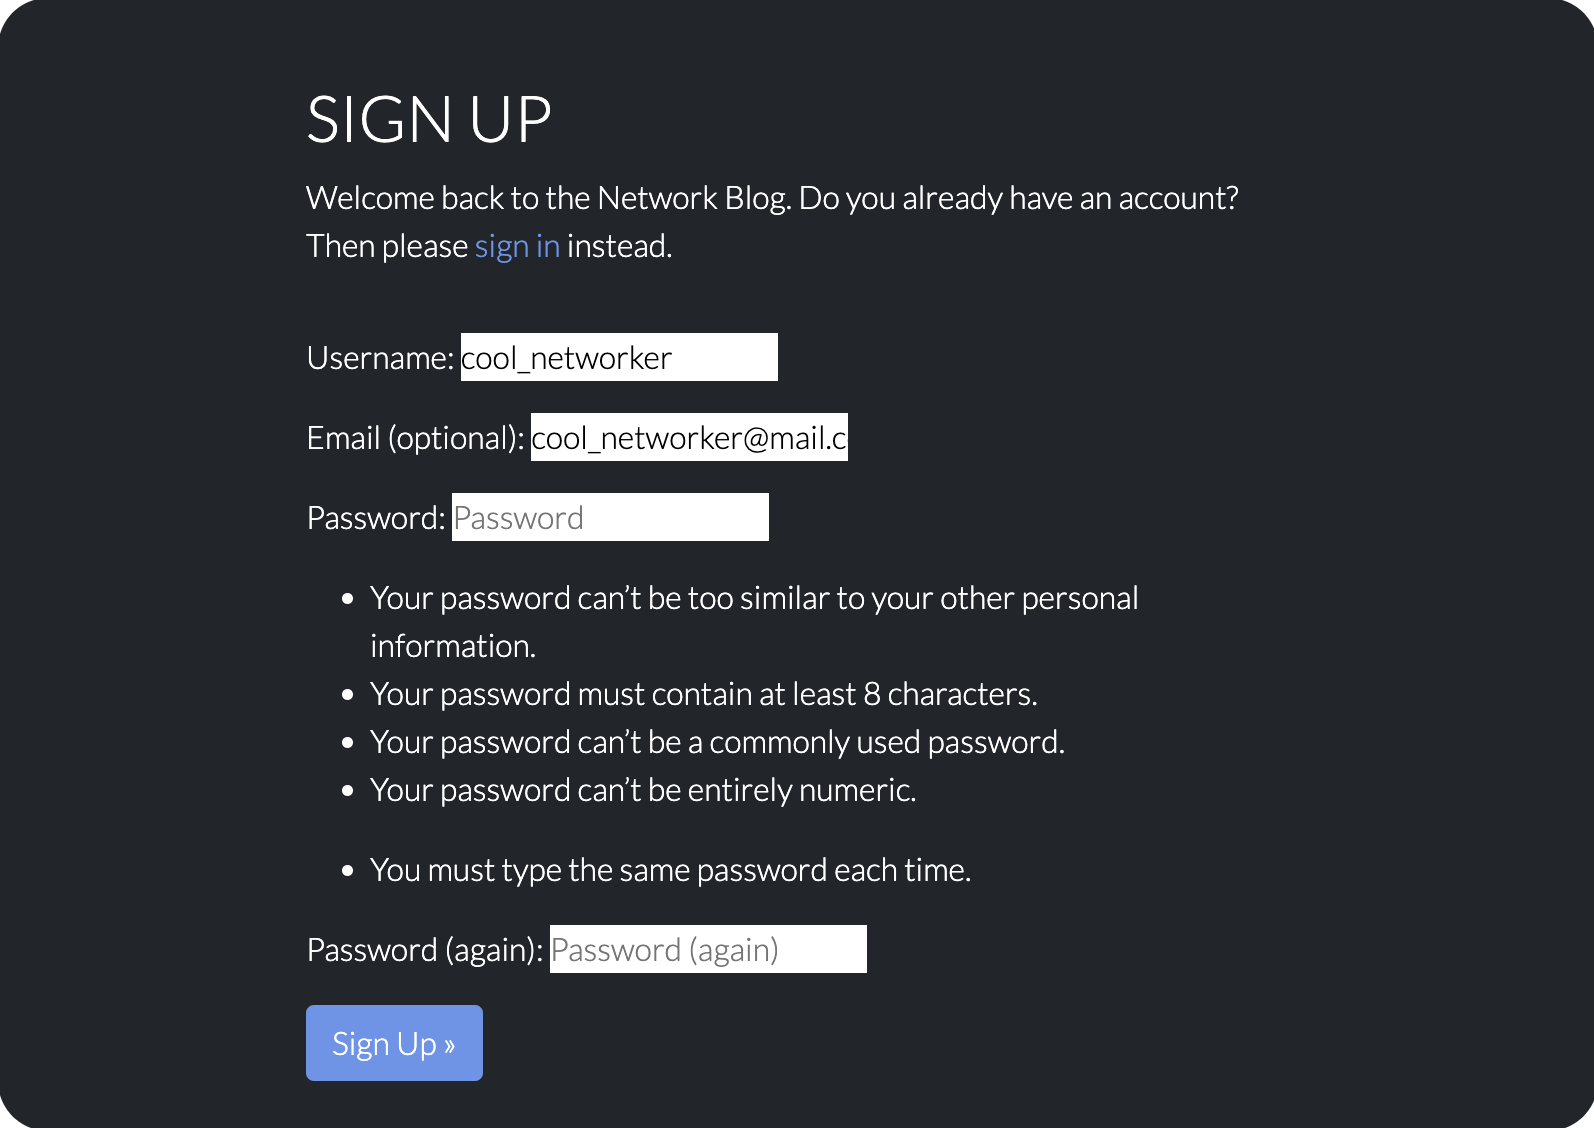 SIGN UP
Welcome back to the Network Blog. Do you already have an account?
Then please sign in instead.
Username: cool_networker
Email (optional): cool_networker@mail.c
Password: Password
• Your password can’t be too similar to your other personal
information.
• Your password must contain at least 8 characters.
• Your password can’t be a commonly used password.
• Your password can’t be entirely numeric.
• You must type the same password each time.
Password (again): Password (again)
Sign Up »